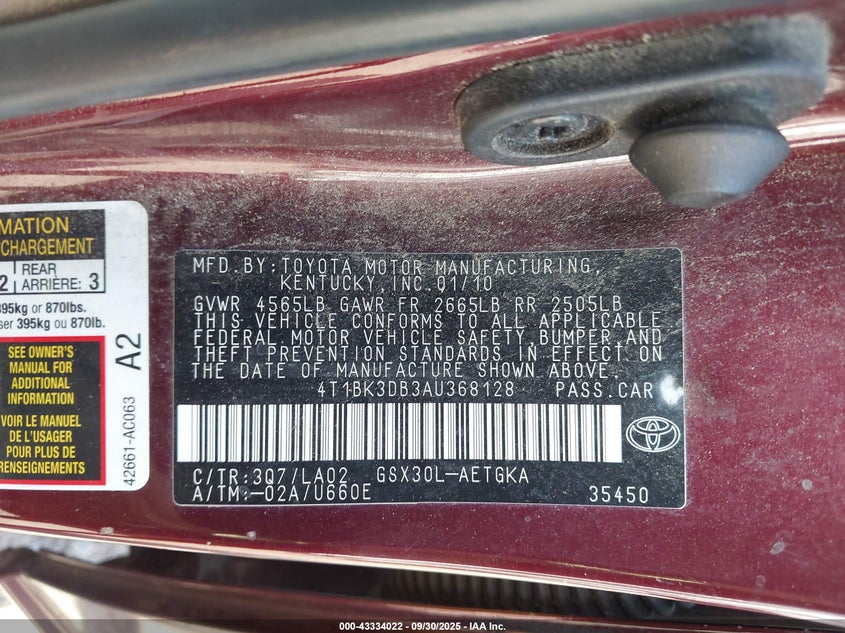 MATION
CHARGEMENT
2 REAR
ARRIÈRE: 3
395kg or 870lbs.
ser 395kg ou 870lb.
SEE OWNER'S
MANUAL FOR
ADDITIONAL
INFORMATION
VOIR LE MANUEL
DE L'USAGER
POUR PLUS DE
RENSEIGNEMENTS
42661-AC063 A2
MFD.BY:TOYOTA MOTOR MANUFACTURING,
KENTUCKY,INC.01/10
GVWR 4565LB GAWR FR 2665LB RR 2505LB
THIS VEHICLE CONFORMS TO ALL APPLICABLE
FEDERAL MOTOR VEHICLE SAFETY,BUMPER,AND
THEFT PREVENTION STANDARDS IN EFFECT ON
THE DATE OF MANUFACTURE SHOWN ABOVE.
4T1BK3DB3AU368128 PASS.CAR
C/TR:3Q7/LA02 GSX30L-AETGKA
A/TM:-02A/U660E 35450
000-43334022 - 09/30/2025 - IAA Inc.